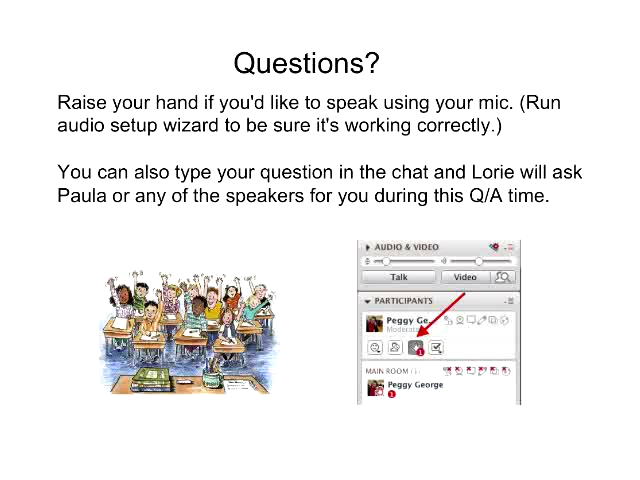 Questions?
Raise your hand if you'd like to speak using your mic. (Run
audio setup wizard to be sure it's working correctly.)
You can also type your question in the chat and Lorie will ask
Paula or any of the speakers for you during this Q/A time.
AUDIO & VIDEO
Talk Video
PARTICIPANTS
Peggy Ge...
Moderat
1
MAIN ROOM
Peggy George
1